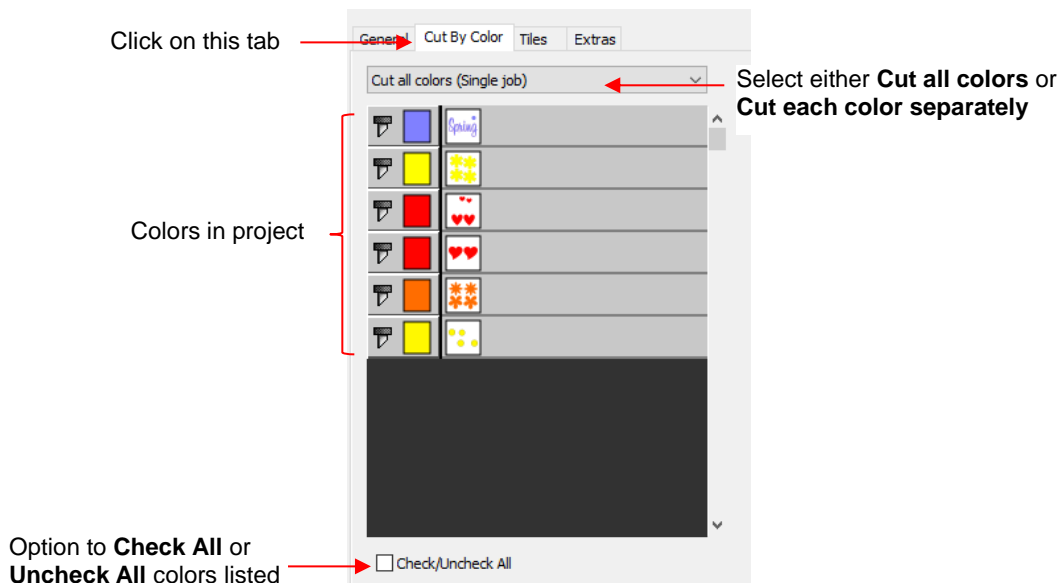 Click on this tab
General Cut By Color Tiles Extras
Cut all colors (Single job)
Select either Cut all colors or
Cut each color separately
Spring
Colors in project
Option to Check All or
Uncheck All colors listed
Check/Uncheck All